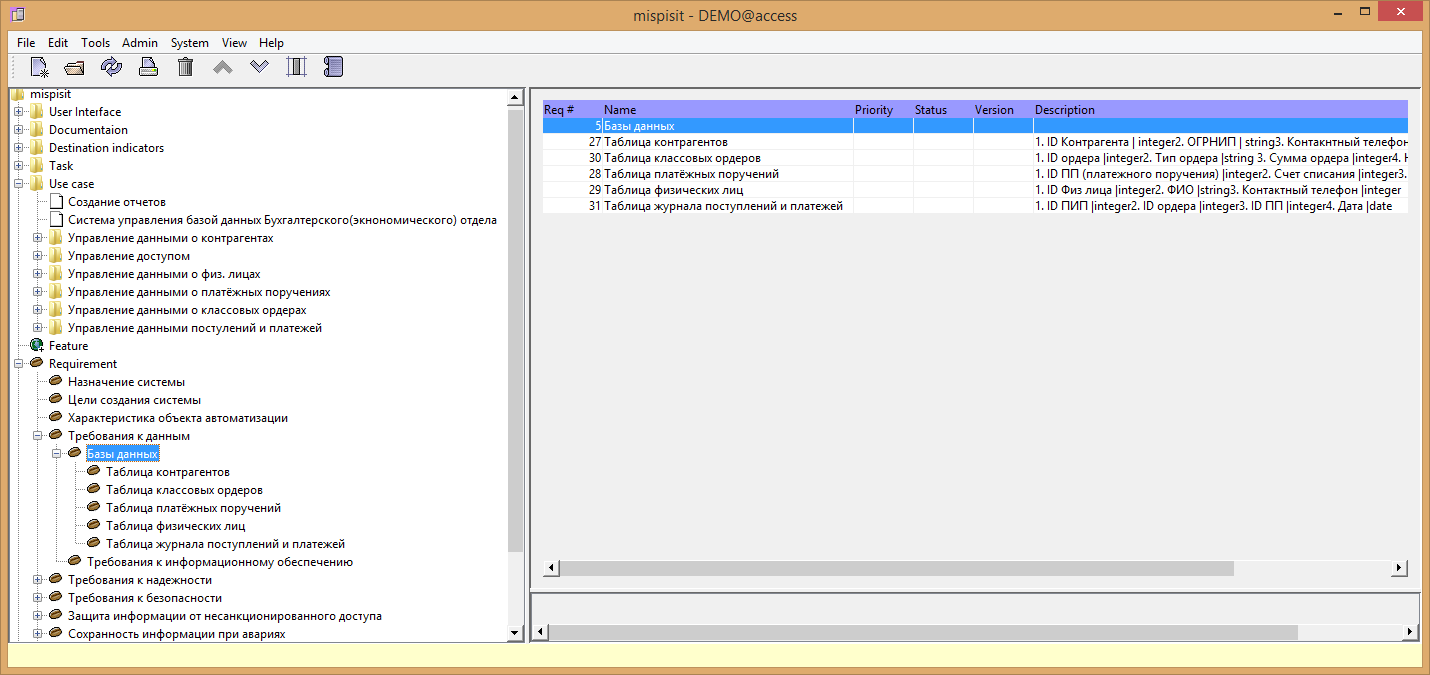 mispisit - DEMO@access
File Edit Tools Admin System View Help
mispisit
User Interface
Documentaion
Destination indicators
Task
Use case
Создание отчетов
Система управления базой данных Бухгалтерского(экнономического) отдела
Управление данными о контрагентах
Управление доступом
Управление данными о физ. лицах
Управление данными о платёжных поручениях
Управление данными о классовых ордерах
Управление данными постулений и платежей
Feature
Requirement
Назначение системы
Цели создания системы
Характеристика объекта автоматизации
Требования к данным
Базы данных
Таблица контрагентов
Таблица классовых ордеров
Таблица платёжных поручений
Таблица физических лиц
Таблица журнала поступлений и платежей
Требования к информационному обеспечению
Требования к надежности
Требования к безопасности
Защита информации от несанкционированного доступа
Сохранность информации при авариях
Req # Name Priority Status Version Description
5 Базы данных
27 Таблица контрагентов 1. ID Контрагента | integer2. ОГРНИП | string3. Контакнтный телефон
30 Таблица классовых ордеров 1. ID ордера |integer2. Тип ордера |string 3. Сумма ордера |integer4.
28 Таблица платёжных поручений 1. ID ПП (платежного поручения) |integer2. Счет списания |integer3.
29 Таблица физических лиц 1. ID Физ лица |integer2. ФИО |string3. Контактный телефон |integer
31 Таблица журнала поступлений и платежей 1. ID ПИП |integer2. ID ордера |integer3. ID ПП |integer4. Дата |date